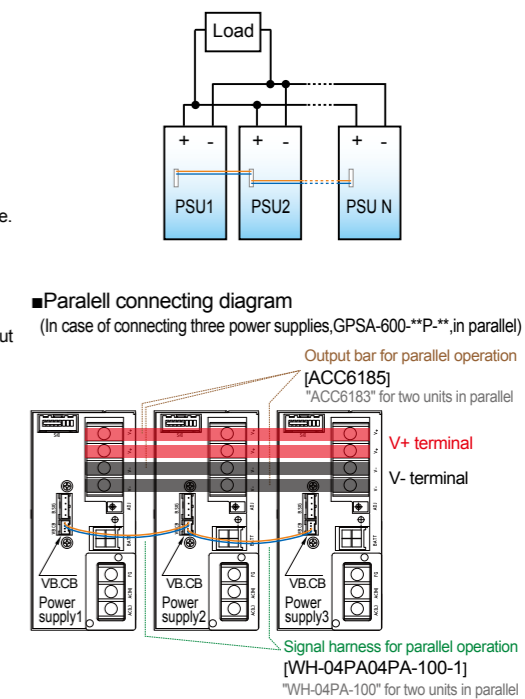 Load
+ - + - + -
PSU1 PSU2 PSU N
e.
■Paralell connecting diagram
ut
(In case of connecting three power supplies,GPSA-600-**P-**,in parallel)
Output bar for parallel operation
[ACC6185]
"ACC6183" for two units in parallel
V+ terminal
V- terminal
VB.CB VB.CB VB.CB
Power Power Power
supply1 supply2 supply3
Signal harness for parallel operation
[WH-04PA04PA-100-1]
"WH-04PA-100" for two units in parallel